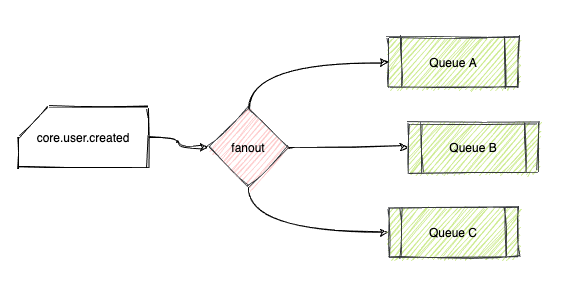 core.user.created
fanout
Queue A
Queue B
Queue C